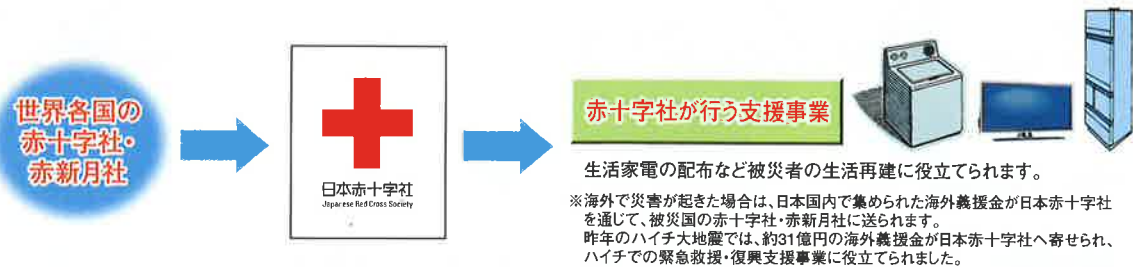 世界各国の
赤十字社・
赤新月社
日本赤十字社
Japanese Red Cross Society
赤十字社が行う支援事業
生活家電の配布など被災者の生活再建に役立てられます。
※海外で災害が起きた場合は、日本国内で集められた海外義援金が日本赤十字社
を通じて、被災国の赤十字社・赤新月社に送られます。
昨年のハイチ大地震では、約31億円の海外義援金が日本赤十字社へ寄せられ、
ハイチでの緊急救援・復興支援事業に役立てられました。